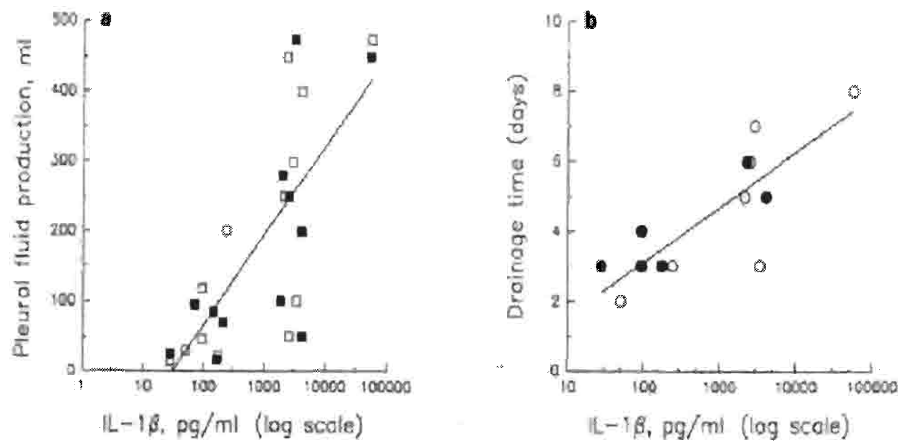 a
500
400
300
200
100
0
Pleural fluid production, ml
1 10 100 1000 10000 100000
IL-1β, pg/ml (log scale)
b
10
8
6
4
2
0
Drainage time (days)
10 100 1000 10000 100000
IL-1β, pg/ml (log scale)